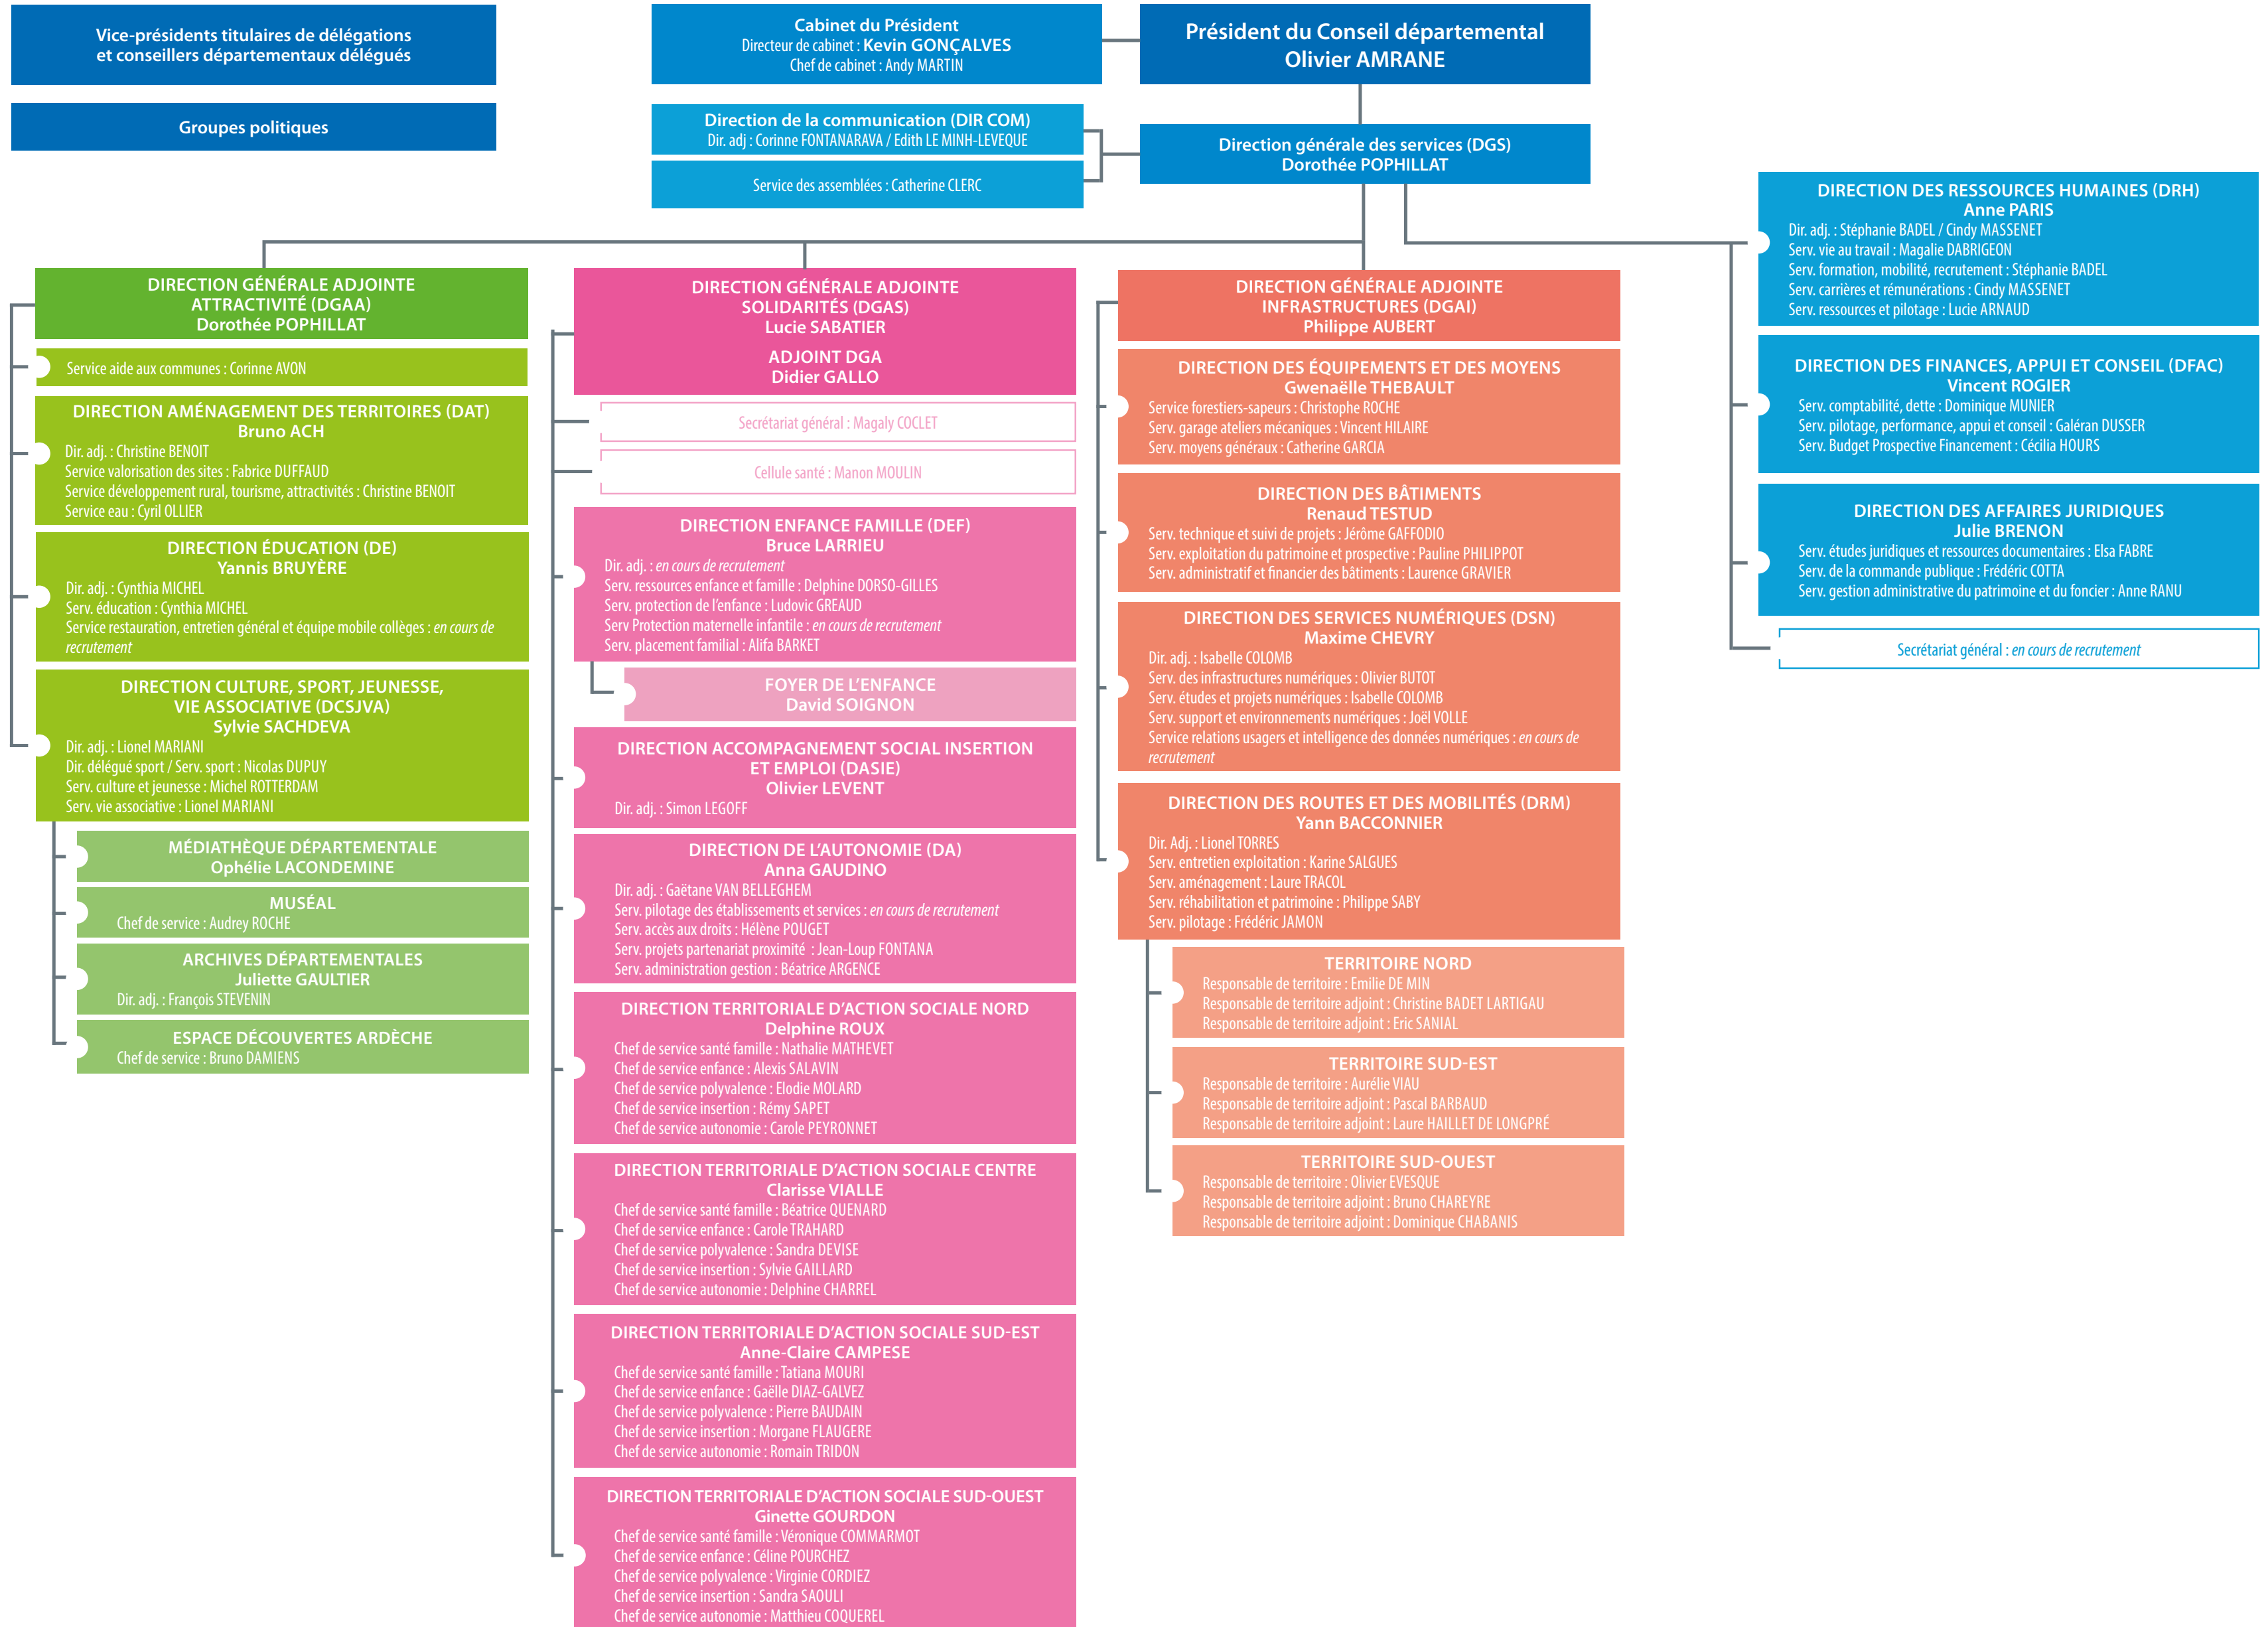 Vice-présidents titulaires de délégations
et conseillers départementaux délégués
Groupes politiques
Cabinet du Président
Directeur de cabinet : Kevin GONÇALVES
Chef de cabinet : Andy MARTIN
Président du Conseil départemental
Olivier AMRANE
Direction de la communication (DIR COM)
Dir. adj : Corinne FONTANARAVA / Edith LE MINH-LEVEQUE
Service des assemblées : Catherine CLERC
Direction générale des services (DGS)
Dorothée POPHILLAT
DIRECTION GÉNÉRALE ADJOINTE
ATTRACTIVITÉ (DGAA)
Dorothée POPHILLAT
Service aide aux communes : Corinne AVON
DIRECTION AMÉNAGEMENT DES TERRITOIRES (DAT)
Bruno ACH
Dir. adj. : Christine BENOIT
Service valorisation des sites : Fabrice DUFFAUD
Service développement rural, tourisme, attractivités : Christine BENOIT
Service eau : Cyril OLLIER
DIRECTION ÉDUCATION (DE)
Yannis BRUYÈRE
Dir. adj. : Cynthia MICHEL
Serv. éducation : Cynthia MICHEL
Service restauration, entretien général et équipe mobile collèges : en cours de
recrutement
DIRECTION CULTURE, SPORT, JEUNESSE,
VIE ASSOCIATIVE (DCSJVA)
Sylvie SACHDEVA
Dir. adj. : Lionel MARIANI
Dir. délégué sport / Serv. sport : Nicolas DUPUY
Serv. culture et jeunesse : Michel ROTTERDAM
Serv. vie associative : Lionel MARIANI
MÉDIATHÈQUE DÉPARTEMENTALE
Ophélie LACONDEMINE
MUSÉAL
Chef de service : Audrey ROCHE
ARCHIVES DÉPARTEMENTALES
Juliette GAULTIER
Dir. adj. : François STEVENIN
ESPACE DÉCOUVERTES ARDÈCHE
Chef de service : Bruno DAMIENS
DIRECTION GÉNÉRALE ADJOINTE
SOLIDARITÉS (DGAS)
Lucie SABATIER
ADJOINT DGA
Didier GALLO
Secrétariat général : Magaly COCLET
Cellule santé : Manon MOULIN
DIRECTION ENFANCE FAMILLE (DEF)
Bruce LARRIEU
Dir. adj. : en cours de recrutement
Serv. ressources enfance et famille : Delphine DORSO-GILLES
Serv. protection de l'enfance : Ludovic GREAUD
Serv Protection maternelle infantile : en cours de recrutement
Serv. placement familial : Alifa BARKET
FOYER DE L'ENFANCE
David SOIGNON
DIRECTION ACCOMPAGNEMENT SOCIAL INSERTION
ET EMPLOI (DASIE)
Olivier LEVENT
Dir. adj. : Simon LEGOFF
DIRECTION DE L'AUTONOMIE (DA)
Anna GAUDINO
Dir. adj. : Gaëtane VAN BELLEGHEM
Serv. pilotage des établissements et services : en cours de recrutement
Serv. accès aux droits : Hélène POUGET
Serv. projets partenariat proximité : Jean-Loup FONTANA
Serv. administration gestion : Béatrice ARGENCE
DIRECTION TERRITORIALE D'ACTION SOCIALE NORD
Delphine ROUX
Chef de service santé famille : Nathalie MATHEVET
Chef de service enfance : Alexis SALAVIN
Chef de service polyvalence : Elodie MOLARD
Chef de service insertion : Rémy SAPET
Chef de service autonomie : Carole PEYRONNET
DIRECTION TERRITORIALE D'ACTION SOCIALE CENTRE
Clarisse VIALLE
Chef de service santé famille : Béatrice QUENARD
Chef de service enfance : Carole TRAHARD
Chef de service polyvalence : Sandra DEVISE
Chef de service insertion : Sylvie GAILLARD
Chef de service autonomie : Delphine CHARREL
DIRECTION TERRITORIALE D'ACTION SOCIALE SUD-EST
Anne-Claire CAMPESE
Chef de service santé famille : Tatiana MOURI
Chef de service enfance : Gaëlle DIAZ-GALVEZ
Chef de service polyvalence : Pierre BAUDAIN
Chef de service insertion : Morgane FLAUGERE
Chef de service autonomie : Romain TRIDON
DIRECTION TERRITORIALE D'ACTION SOCIALE SUD-OUEST
Ginette GOURDON
Chef de service santé famille : Véronique COMMARMOT
Chef de service enfance : Céline POURCHEZ
Chef de service polyvalence : Virginie CORDIEZ
Chef de service insertion : Sandra SAOULI
Chef de service autonomie : Matthieu COQUEREL
DIRECTION GÉNÉRALE ADJOINTE
INFRASTRUCTURES (DGAI)
Philippe AUBERT
DIRECTION DES ÉQUIPEMENTS ET DES MOYENS
Gwenaëlle THEBAULT
Service forestiers-sapeurs : Christophe ROCHE
Serv. garage ateliers mécaniques : Vincent HILAIRE
Serv. moyens généraux : Catherine GARCIA
DIRECTION DES BÂTIMENTS
Renaud TESTUD
Serv. technique et suivi de projets : Jérôme GAFFODIO
Serv. exploitation du patrimoine et prospective : Pauline PHILIPPOT
Serv. administratif et financier des bâtiments : Laurence GRAVIER
DIRECTION DES SERVICES NUMÉRIQUES (DSN)
Maxime CHEVRY
Dir. adj. : Isabelle COLOMB
Serv. des infrastructures numériques : Olivier BUTOT
Serv. études et projets numériques : Isabelle COLOMB
Serv. support et environnements numériques : Joël VOLLE
Service relations usagers et intelligence des données numériques : en cours de
recrutement
DIRECTION DES ROUTES ET DES MOBILITÉS (DRM)
Yann BACCONNIER
Dir. Adj. : Lionel TORRES
Serv. entretien exploitation : Karine SALGUES
Serv. aménagement : Laure TRACOL
Serv. réhabilitation et patrimoine : Philippe SABY
Serv. pilotage : Frédéric JAMON
TERRITOIRE NORD
Responsable de territoire : Emilie DE MIN
Responsable de territoire adjoint : Christine BADET LARTIGAU
Responsable de territoire adjoint : Eric SANIAL
TERRITOIRE SUD-EST
Responsable de territoire : Aurélie VIAU
Responsable de territoire adjoint : Pascal BARBAUD
Responsable de territoire adjoint : Laure HAILLET DE LONGPRÉ
TERRITOIRE SUD-OUEST
Responsable de territoire : Olivier EVESQUE
Responsable de territoire adjoint : Bruno CHAREYRE
Responsable de territoire adjoint : Dominique CHABANIS
DIRECTION DES RESSOURCES HUMAINES (DRH)
Anne PARIS
Dir. adj. : Stéphanie BADEL / Cindy MASSENET
Serv. vie au travail : Magalie DABRIGEON
Serv. formation, mobilité, recrutement : Stéphanie BADEL
Serv. carrières et rémunérations : Cindy MASSENET
Serv. ressources et pilotage : Lucie ARNAUD
DIRECTION DES FINANCES, APPUI ET CONSEIL (DFAC)
Vincent ROGIER
Serv. comptabilité, dette : Dominique MUNIER
Serv. pilotage, performance, appui et conseil : Galéran DUSSER
Serv. Budget Prospective Financement : Cécilia HOURS
DIRECTION DES AFFAIRES JURIDIQUES
Julie BRENON
Serv. études juridiques et ressources documentaires : Elsa FABRE
Serv. de la commande publique : Frédéric COTTA
Serv. gestion administrative du patrimoine et du foncier : Anne RANU
Secrétariat général : en cours de recrutement